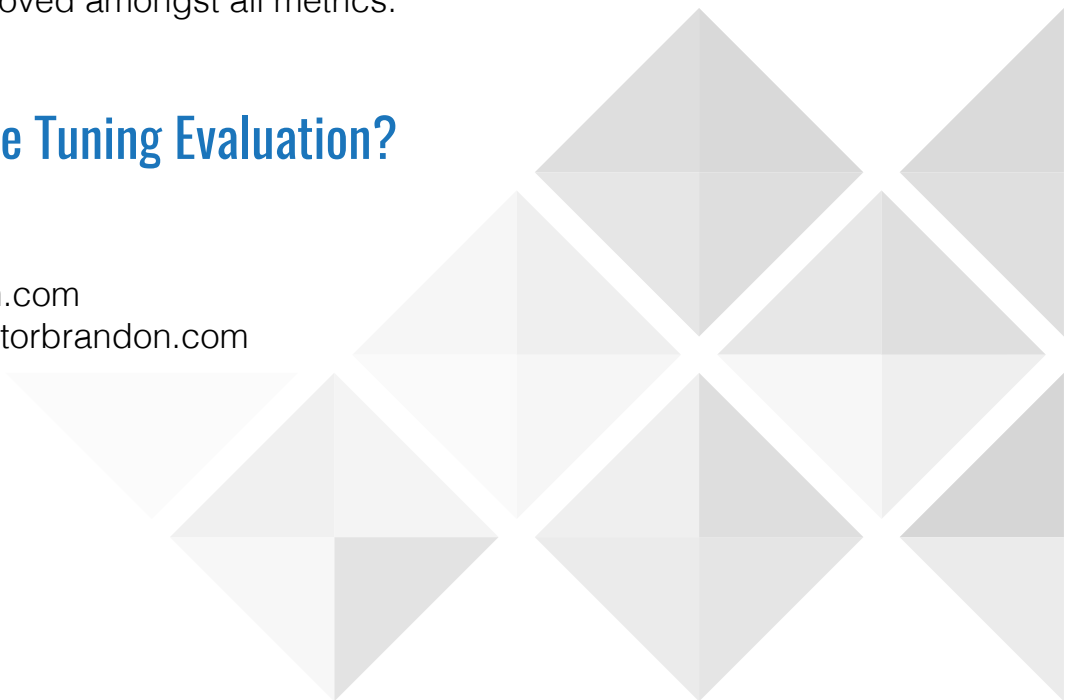 oved amongst all metrics.
e Tuning Evaluation?
.com
torbrandon.com